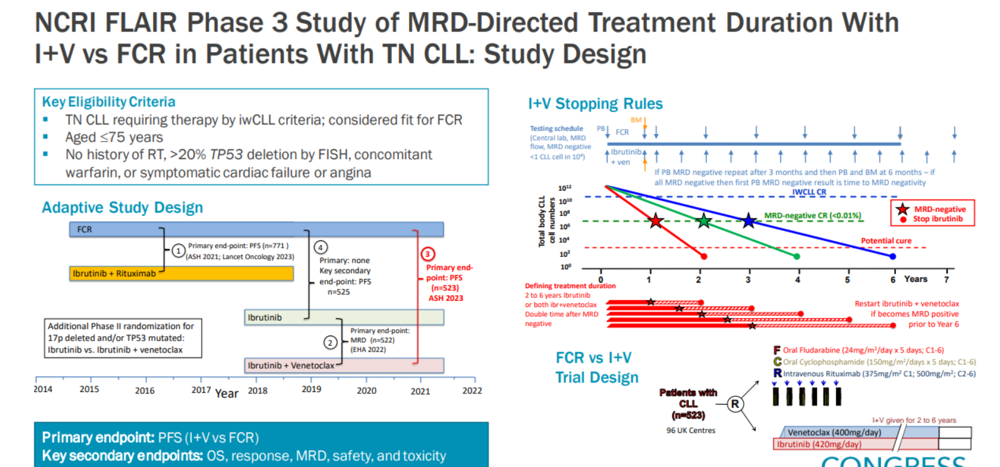 NCRI FLAIR Phase 3 Study of MRD-Directed Treatment Duration With
I+V vs FCR in Patients With TN CLL: Study Design
Key Eligibility Criteria
▪ TN CLL requiring therapy by iwCLL criteria; considered fit for FCR
▪ Aged ≤75 years
▪ No history of RT, >20% TP53 deletion by FISH, concomitant
warfarin, or symptomatic cardiac failure or angina
Adaptive Study Design
FCR
1
Primary end-point: PFS (n=771 )
(ASH 2021; Lancet Oncology 2023)
Ibrutinib + Rituximab
4
Primary: none
Key secondary
end-point: PFS
n=525
3
Primary end-
point: PFS
(n=523)
ASH 2023
Ibrutinib
Additional Phase II randomization for
17p deleted and/or TP53 mutated:
Ibrutinib vs. Ibrutinib + venetoclax
2
Primary end-point:
MRD (n=522)
(EHA 2022)
Ibrutinib + Venetoclax
2014 2015 2016 2017 Year 2018 2019 2020 2021 2022
Primary endpoint: PFS (I+V vs FCR)
Key secondary endpoints: OS, response, MRD, safety, and toxicity
I+V Stopping Rules
Testing schedule
(Central lab, MRD
flow, MRD negative
<1 CLL cell in 10⁴)
BM
PB
FCR
Ibrutinib
+ ven
If PB MRD negative repeat after 3 months and then PB and BM at 6 months – if
all MRD negative then first PB MRD negative result is time to MRD negativity
Total body CLL
cell numbers
10¹²
10¹⁰
10⁸
10⁶
10⁴
10²
10⁰
IWCLL CR
MRD-negative CR (<0.01%)
Potential cure
MRD-negative
Stop ibrutinib
0 1 2 3 4 5 6 Years 7
Defining treatment duration
2 to 6 years Ibrutinib
or both ibr+venetoclax
Double time after MRD
negative
Restart ibrutinib + venetoclax
if becomes MRD positive
prior to Year 6
FCR vs I+V
Trial Design
Patients with
CLL
(n=523)
96 UK Centres
R
F Oral Fludarabine (24mg/m²/day x 5 days; C1-6)
C Oral Cyclophosphamide (150mg/m²/days x 5 days; C1-6)
R Intravenous Rituximab (375mg/m² C1; 500mg/m²; C2-6)
I+V given for 2 to 6 years
Venetoclax (400mg/day)
Ibrutinib (420mg/day)
CONGRESS